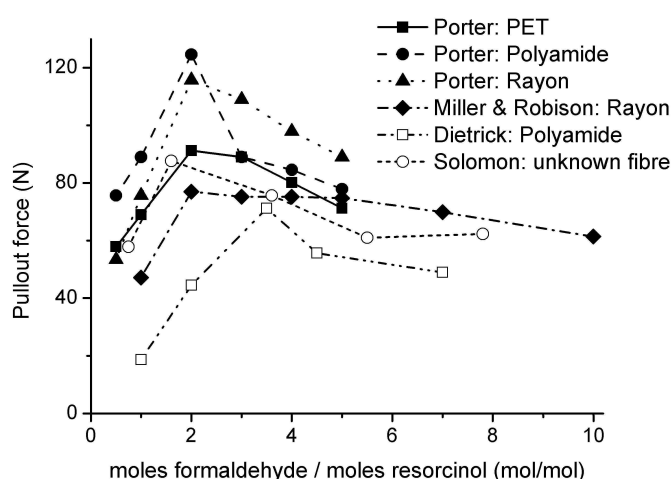 Porter: PET
Porter: Polyamide
Porter: Rayon
Miller & Robison: Rayon
Dietrick: Polyamide
Solomon: unknown fibre
120
80
40
0
Pullout force (N)
0 2 4 6 8 10
moles formaldehyde / moles resorcinol (mol/mol)